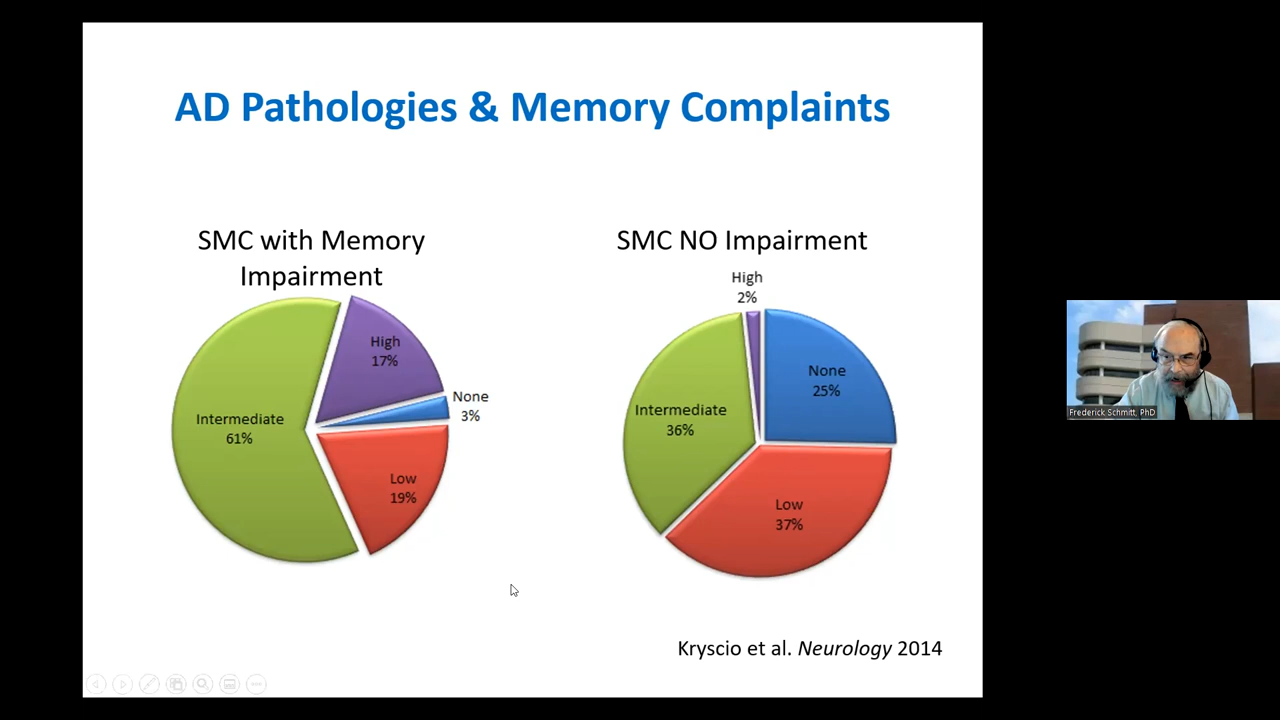 AD Pathologies & Memory Complaints
SMC with Memory
Impairment
High
17%
None
3%
Intermediate
61%
Low
19%
SMC NO Impairment
High
2%
None
25%
Intermediate
36%
Low
37%
Kryscio et al. Neurology 2014
Frederick Schmitt, PhD